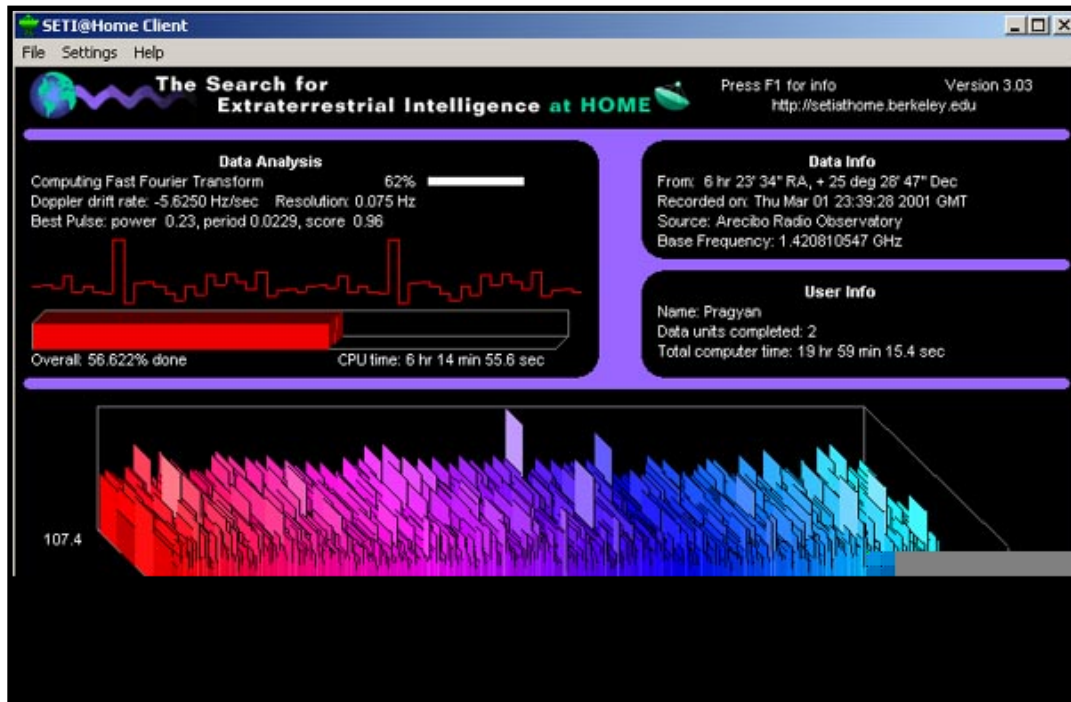 SETI@Home Client
File Settings Help
The Search for
Extraterrestrial Intelligence at HOME
Press F1 for info Version 3.03
http://setiathome.berkeley.edu
Data Analysis
Computing Fast Fourier Transform 62%
Doppler drift rate: -5.6250 Hz/sec Resolution: 0.075 Hz
Best Pulse: power 0.23, period 0.0229, score 0.96
Overall: 56.622% done CPU time: 6 hr 14 min 55.6 sec
Data Info
From: 6 hr 23' 34" RA, + 25 deg 28' 47" Dec
Recorded on: Thu Mar 01 23:39:28 2001 GMT
Source: Arecibo Radio Observatory
Base Frequency: 1.420810547 GHz
User Info
Name: Pragyan
Data units completed: 2
Total computer time: 19 hr 59 min 15.4 sec
107.4